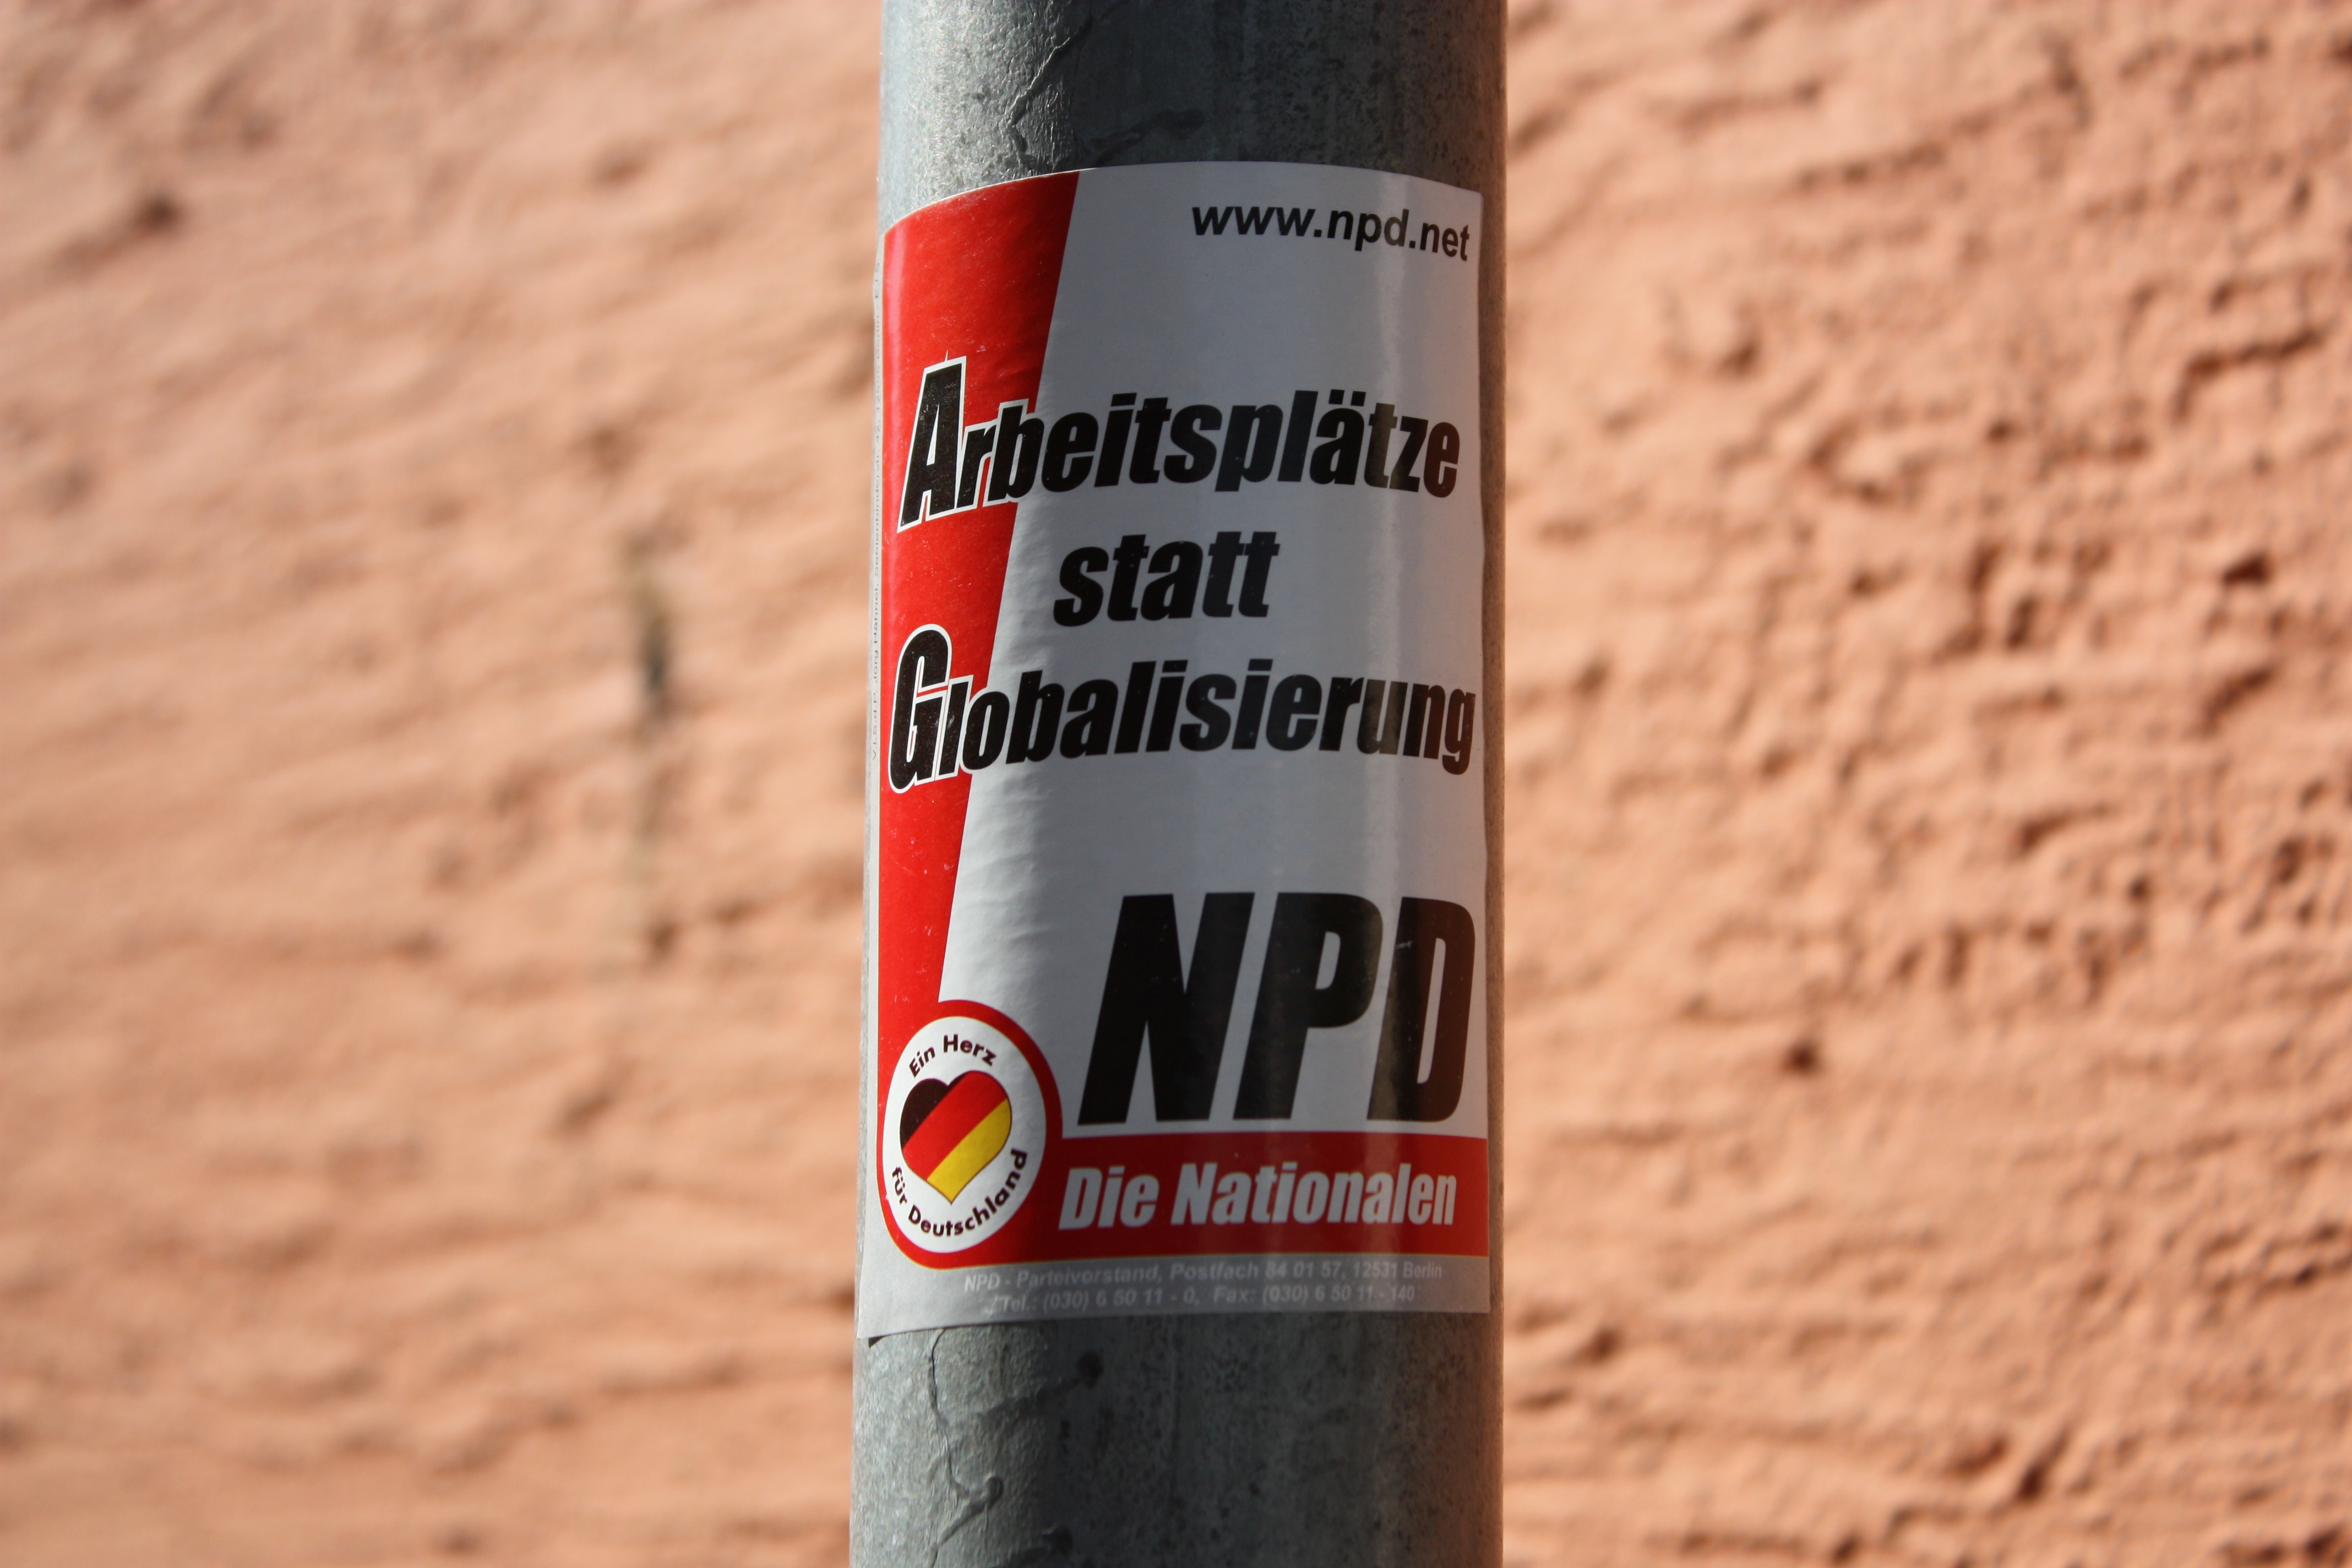 www.npd.net
Arbeitsplätze
statt
Globalisierung
NPD
Ein Herz
für Deutschland
Die Nationalen
NPD - Parteivorstand, Postfach 84 01 57, 12531 Berlin
Tel.: (030) 6 50 11 - 0, Fax: (030) 6 50 11 - 140